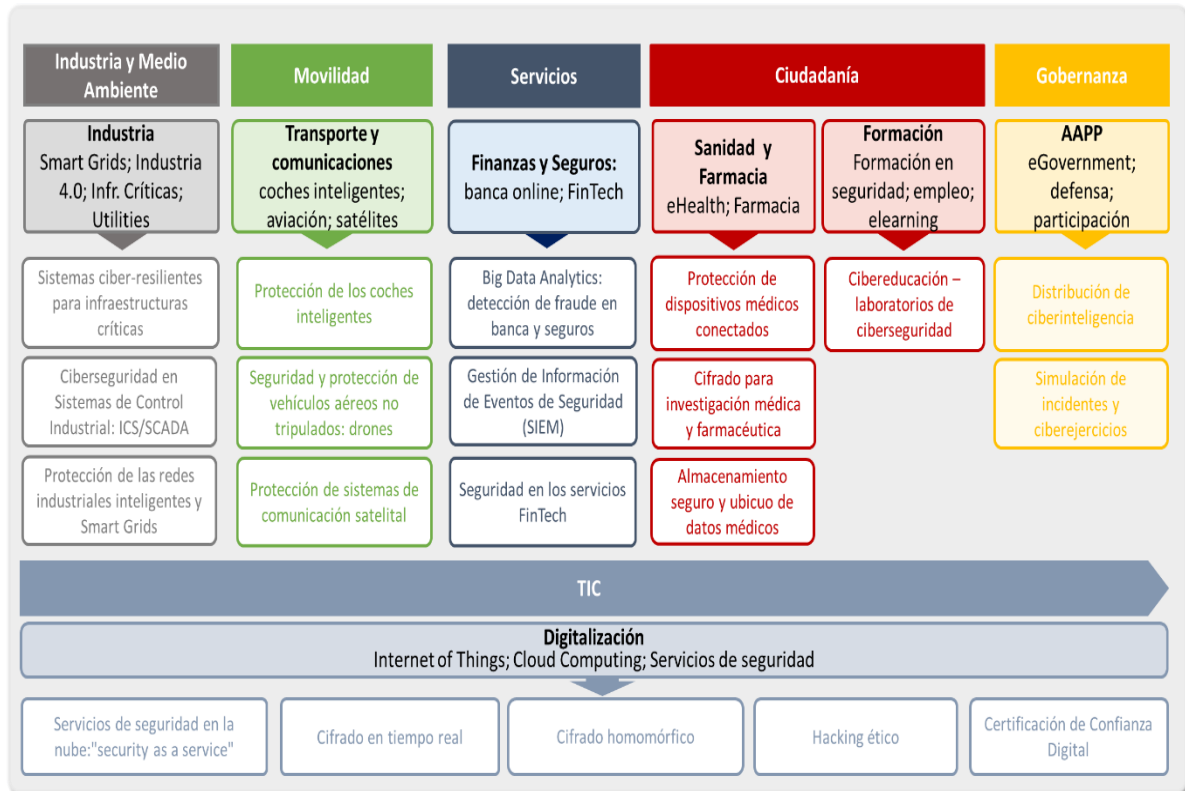 Industria y Medio
Ambiente
Movilidad
Servicios
Ciudadanía
Gobernanza
Industria
Smart Grids; Industria
4.0; Infr. Críticas;
Utilities
Transporte y
comunicaciones
coches inteligentes;
aviación; satélites
Finanzas y Seguros:
banca online; FinTech
Sanidad y
Farmacia
eHealth; Farmacia
Formación
Formación en
seguridad; empleo;
elearning
AAPP
eGovernment;
defensa;
participación
Sistemas ciber-resilientes
para infraestructuras
críticas
Protección de los coches
inteligentes
Big Data Analytics:
detección de fraude en
banca y seguros
Protección de
dispositivos médicos
conectados
Cibereducación –
laboratorios de
ciberseguridad
Distribución de
ciberinteligencia
Ciberseguridad en
Sistemas de Control
Industrial: ICS/SCADA
Seguridad y protección de
vehículos aéreos no
tripulados: drones
Gestión de Información
de Eventos de Seguridad
(SIEM)
Cifrado para
investigación médica
y farmacéutica
Simulación de
incidentes y
ciberejercicios
Protección de las redes
industriales inteligentes y
Smart Grids
Protección de sistemas de
comunicación satelital
Seguridad en los servicios
FinTech
Almacenamiento
seguro y ubicuo de
datos médicos
TIC
Digitalización
Internet of Things; Cloud Computing; Servicios de seguridad
Servicios de seguridad en la
nube:"security as a service"
Cifrado en tiempo real
Cifrado homomórfico
Hacking ético
Certificación de Confianza
Digital